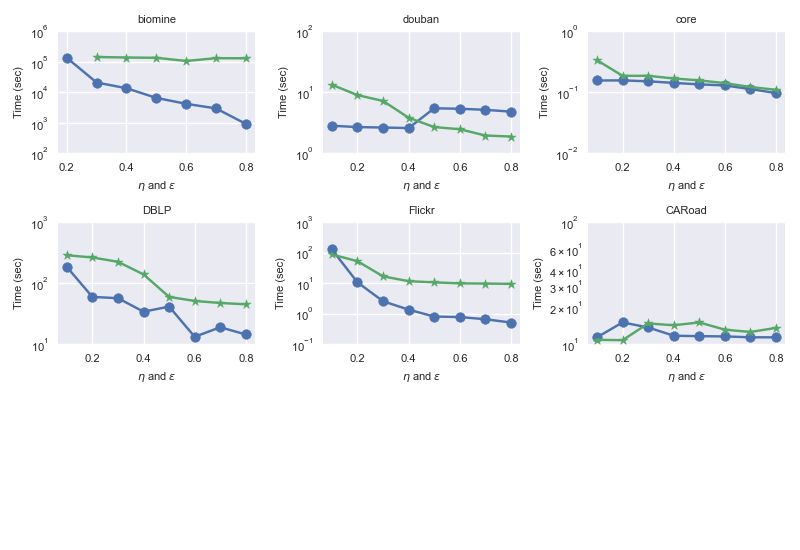 biomine
10^6
10^5
10^4
10^3
10^2
Time (sec)
0.2 0.4 0.6 0.8
η and ε
douban
10^2
10^1
10^0
Time (sec)
0.2 0.4 0.6 0.8
η and ε
core
10^0
10^−1
10^−2
Time (sec)
0.2 0.4 0.6 0.8
η and ε
DBLP
10^3
10^2
10^1
Time (sec)
0.2 0.4 0.6 0.8
η and ε
Flickr
10^3
10^2
10^1
10^0
10^−1
Time (sec)
0.2 0.4 0.6 0.8
η and ε
CARoad
10^2
6 × 10^1
4 × 10^1
3 × 10^1
2 × 10^1
10^1
Time (sec)
0.2 0.4 0.6 0.8
η and ε